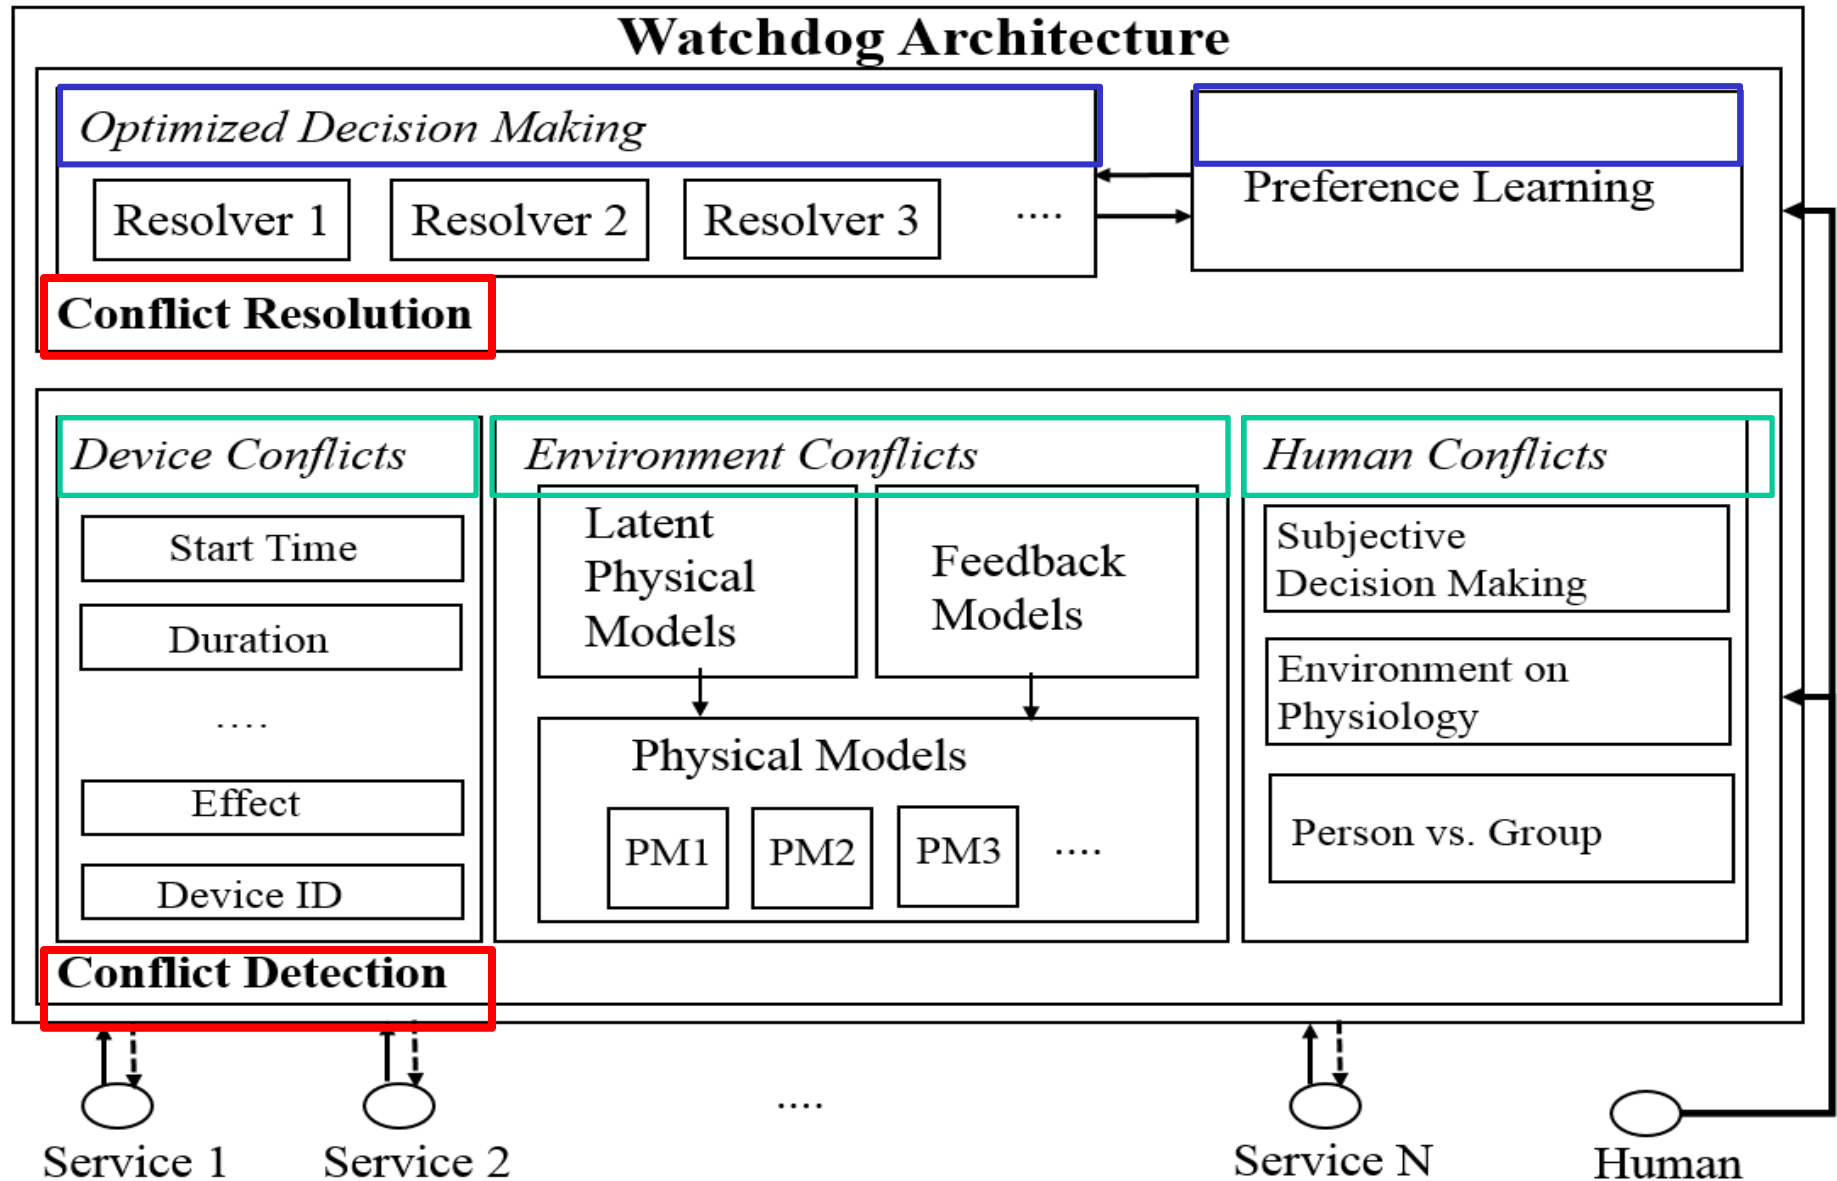 Watchdog Architecture
Optimized Decision Making
Resolver 1
Resolver 2
Resolver 3
....
Preference Learning
Conflict Resolution
Device Conflicts
Start Time
Duration
....
Effect
Device ID
Environment Conflicts
Latent
Physical
Models
Feedback
Models
Physical Models
PM1
PM2
PM3
....
Human Conflicts
Subjective
Decision Making
Environment on
Physiology
Person vs. Group
Conflict Detection
Service 1
Service 2
....
Service N
Human